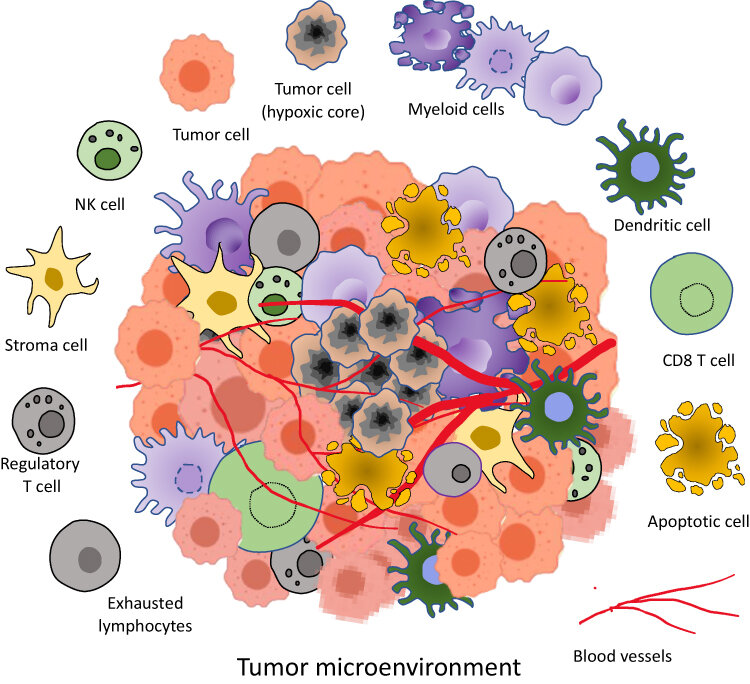 Tumor cell
(hypoxic core)
Myeloid cells
Tumor cell
NK cell
Dendritic cell
Stroma cell
CD8 T cell
Regulatory
T cell
Apoptotic cell
Exhausted
lymphocytes
Blood vessels
Tumor microenvironment